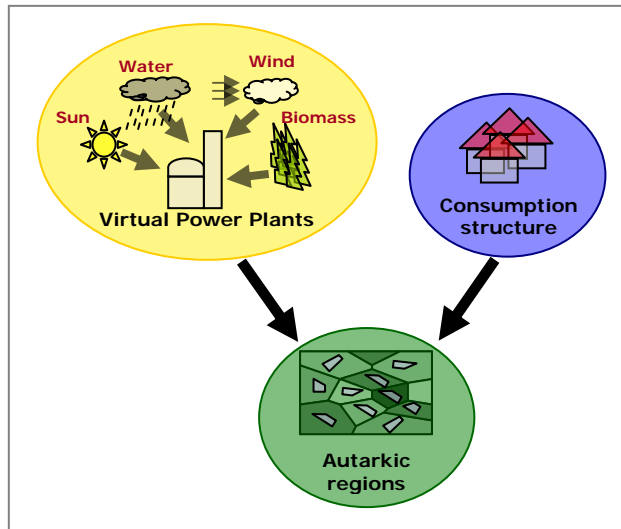 Water
Wind
Sun
Biomass
Virtual Power Plants
Consumption
structure
Autarkic
regions